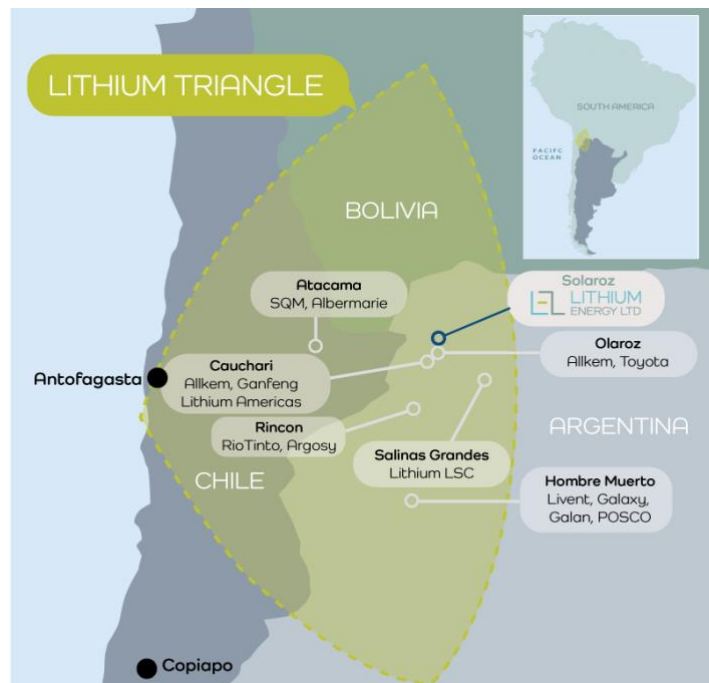 LITHIUM TRIANGLE
SOUTH AMERICA
PACIFC
OCEAN
BOLIVIA
Solaroz
LEL LITHIUM
ENERGY LTD
Atacama
SQM, Albermarie
Olaroz
Allkem, Toyota
Antofagasta
Cauchari
Allkem, Ganfeng
Lithium Americas
Rincon
RioTinto, Argosy
ARGENTINA
Salinas Grandes
Lithium LSC
CHILE
Hombre Muerto
Livent, Galaxy,
Galan, POSCO
Copiapo